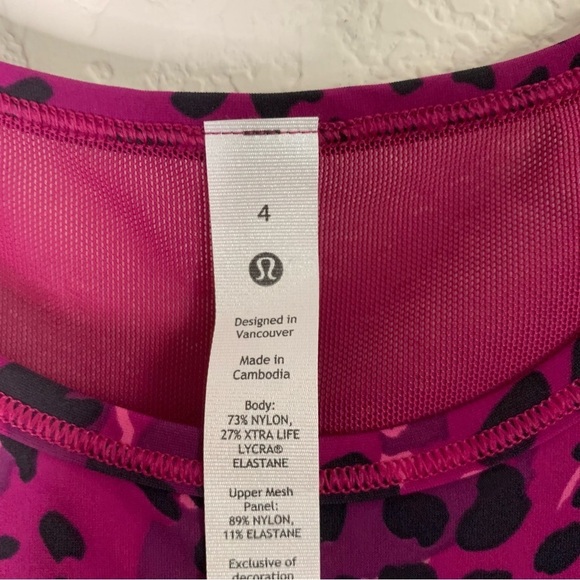 4
Designed in
Vancouver
Made in
Cambodia
Body:
73% NYLON,
27% XTRA LIFE
LYCRA®
ELASTANE
Upper Mesh
Panel:
89% NYLON,
11% ELASTANE
Exclusive of
decoration